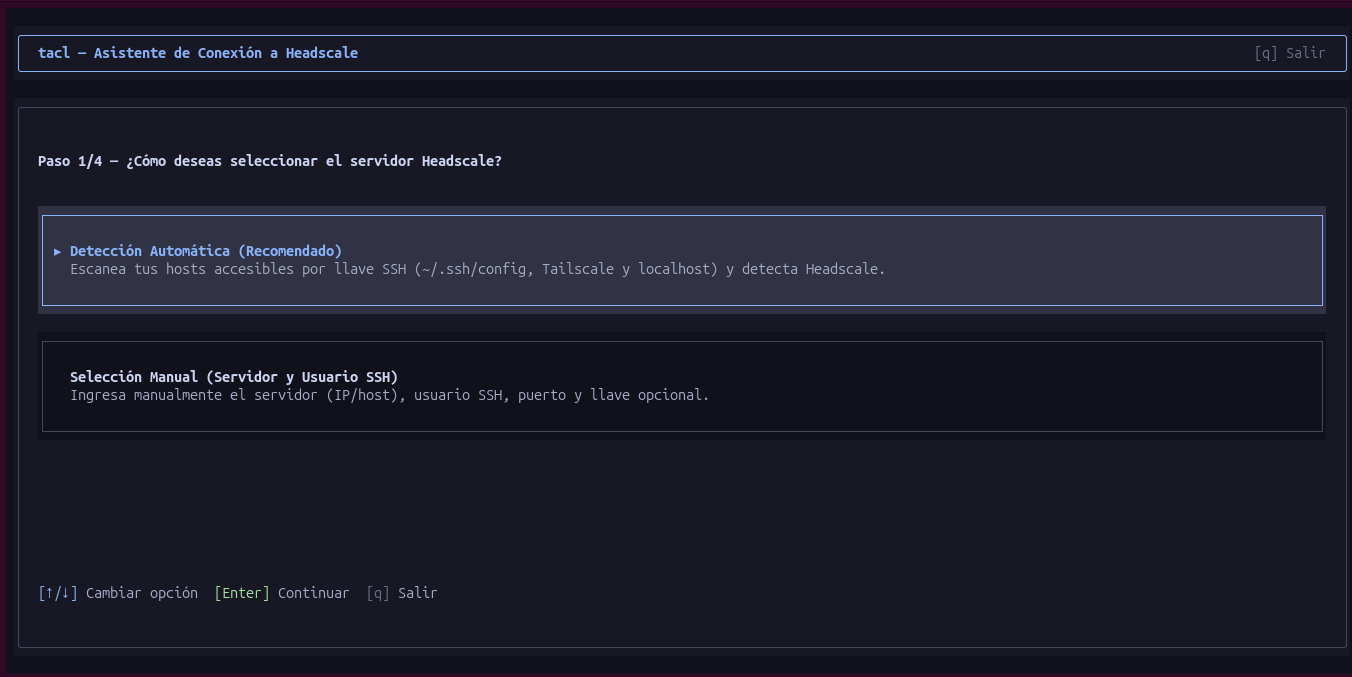 tacl — Asistente de Conexión a Headscale [q] Salir
Paso 1/4 — ¿Cómo deseas seleccionar el servidor Headscale?
▸ Detección Automática (Recomendado)
Escanea tus hosts accesibles por llave SSH (~/.ssh/config, Tailscale y localhost) y detecta Headscale.
Selección Manual (Servidor y Usuario SSH)
Ingresa manualmente el servidor (IP/host), usuario SSH, puerto y llave opcional.
[↑/↓] Cambiar opción [Enter] Continuar [q] Salir